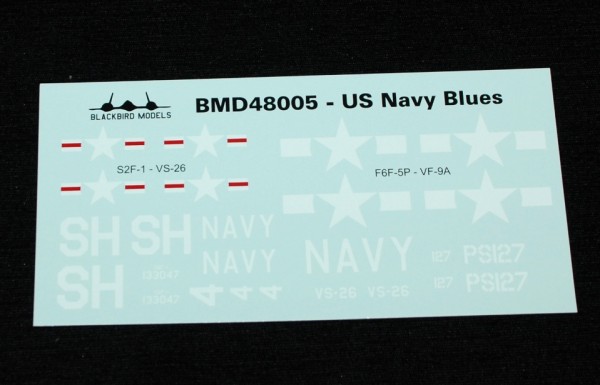 BLACKBIRD MODELS
BMD48005 - US Navy Blues
S2F-1 - VS-26
F6F-5P - VF-9A
SH SH NAVY
NAVY
NAVY
127 PS127
SH
133047
133047
4 4 4
VS-26 VS-26
127 PS127